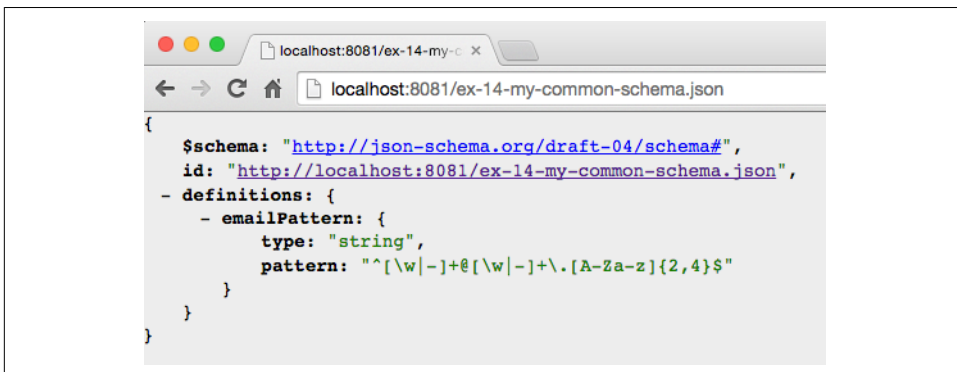 localhost:8081/ex-14-my-c
localhost:8081/ex-14-my-common-schema.json
{
$schema: "http://json-schema.org/draft-04/schema#",
id: "http://localhost:8081/ex-14-my-common-schema.json",
- definitions: {
- emailPattern: {
type: "string",
pattern: "^[\w|-]+@[\w|-]+\.[A-Za-z]{2,4}$"
}
}
}